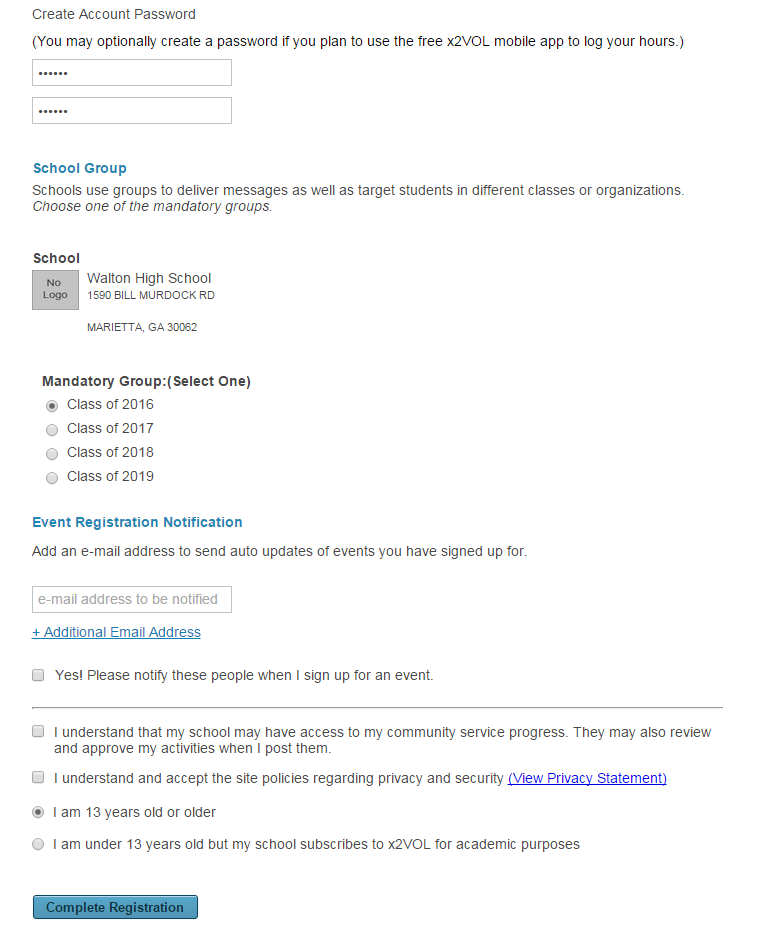 Create Account Password
(You may optionally create a password if you plan to use the free x2VOL mobile app to log your hours.)
••••••
••••••
School Group
Schools use groups to deliver messages as well as target students in different classes or organizations.
Choose one of the mandatory groups.
School
No
Logo
Walton High School
1590 BILL MURDOCK RD
MARIETTA, GA 30062
Mandatory Group:(Select One)
Class of 2016
Class of 2017
Class of 2018
Class of 2019
Event Registration Notification
Add an e-mail address to send auto updates of events you have signed up for.
e-mail address to be notified
+ Additional Email Address
Yes! Please notify these people when I sign up for an event.
I understand that my school may have access to my community service progress. They may also review
and approve my activities when I post them.
I understand and accept the site policies regarding privacy and security (View Privacy Statement)
I am 13 years old or older
I am under 13 years old but my school subscribes to x2VOL for academic purposes
Complete Registration